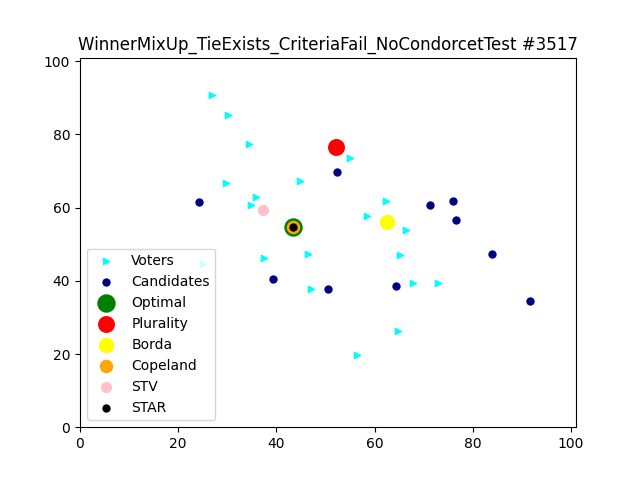 WinnerMixUp_TieExists_CriteriaFail_NoCondorcetTest #3517
100
80
60
40
20
0
Voters
Candidates
Optimal
Plurality
Borda
Copeland
STV
STAR
0 20 40 60 80 100